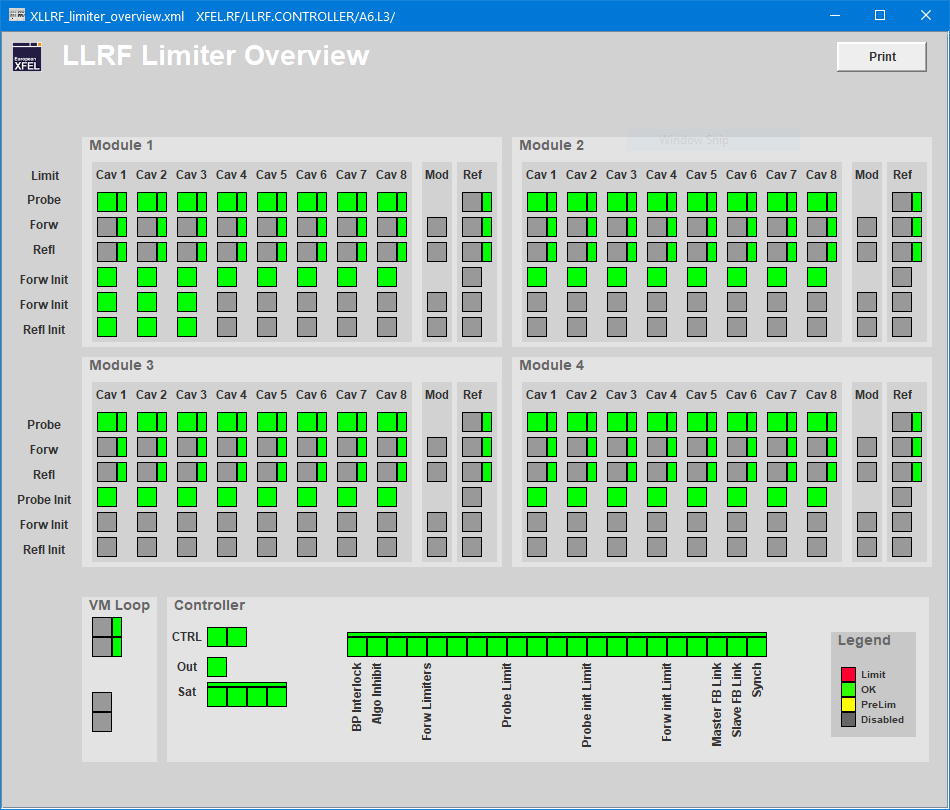 XLLRF_limiter_overview.xml XFEL.RF/LLRF.CONTROLLER/A6.L3/
European
XFEL
LLRF Limiter Overview
Print
Window Snip
Module 1
Module 2
Limit Cav 1 Cav 2 Cav 3 Cav 4 Cav 5 Cav 6 Cav 7 Cav 8 Mod Ref Cav 1 Cav 2 Cav 3 Cav 4 Cav 5 Cav 6 Cav 7 Cav 8 Mod Ref
Probe
Forw
Refl
Forw Init
Forw Init
Refl Init
Module 3
Module 4
Cav 1 Cav 2 Cav 3 Cav 4 Cav 5 Cav 6 Cav 7 Cav 8 Mod Ref Cav 1 Cav 2 Cav 3 Cav 4 Cav 5 Cav 6 Cav 7 Cav 8 Mod Ref
Probe
Forw
Refl
Probe Init
Forw Init
Refl Init
VM Loop
Controller
CTRL
Out
Sat
BP Interlock
Algo Inhibit
Forw Limiters
Probe Limit
Probe init Limit
Forw init Limit
Master FB Link
Slave FB Link
Synch
Legend
Limit
OK
PreLim
Disabled